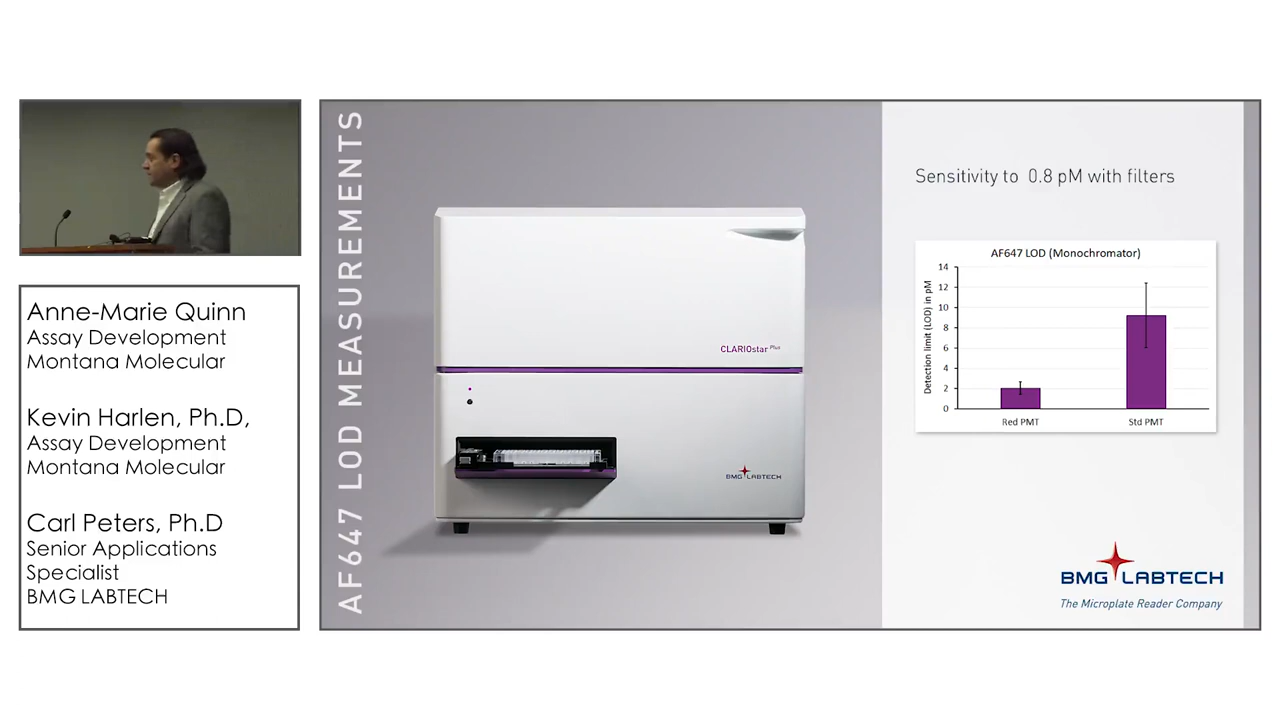 Anne-Marie Quinn
Assay Development
Montana Molecular
Kevin Harlen, Ph.D,
Assay Development
Montana Molecular
Carl Peters, Ph.D
Senior Applications
Specialist
BMG LABTECH
AF647 LOD MEASUREMENTS
CLARIOstar Plus
BMG LABTECH
Sensitivity to 0.8 pM with filters
AF647 LOD (Monochromator)
Detection limit (LOD) in pM
14
12
10
8
6
4
2
0
Red PMT
Std PMT
BMG LABTECH
The Microplate Reader Company